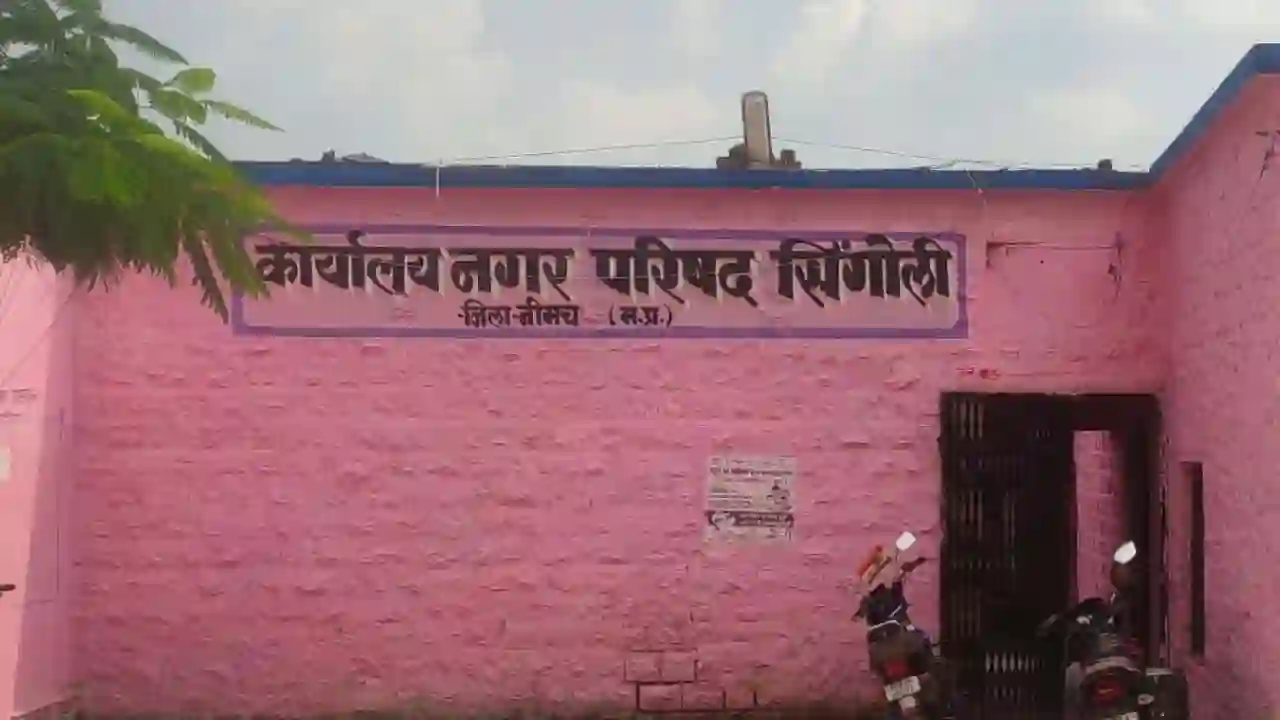 कार्यालय नगर परिषद सिंगोली
जिला-नीमच (म.प्र.)